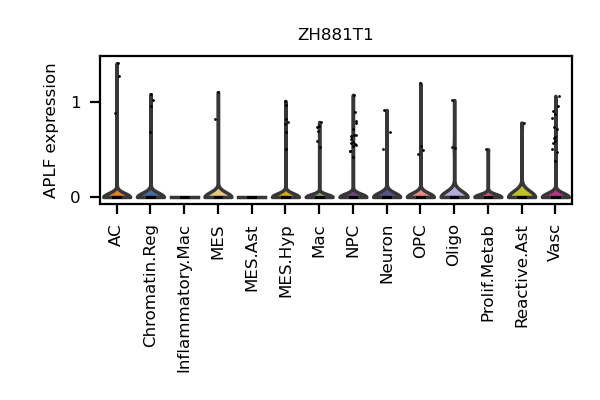 ZH881T1
APLF expression
1
0
AC
Chromatin.Reg
Inflammatory.Mac
MES
MES.Ast
MES.Hyp
Mac
NPC
Neuron
OPC
Oligo
Prolif.Metab
Reactive.Ast
Vasc